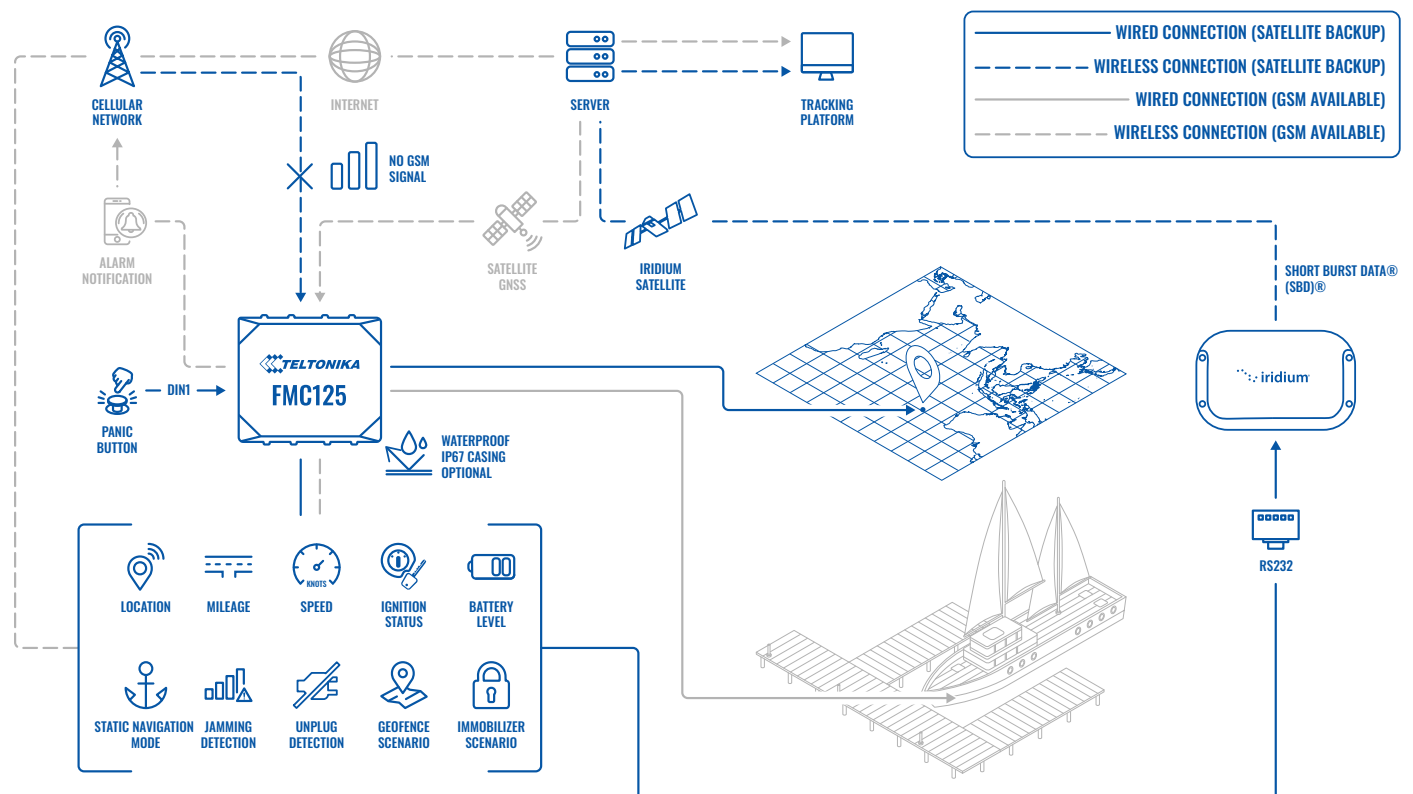 WIRED CONNECTION (SATELLITE BACKUP)
WIRELESS CONNECTION (SATELLITE BACKUP)
WIRED CONNECTION (GSM AVAILABLE)
WIRELESS CONNECTION (GSM AVAILABLE)
CELLULAR
NETWORK
INTERNET
SERVER
TRACKING
PLATFORM
NO GSM
SIGNAL
ALARM
NOTIFICATION
SATELLITE
GNSS
IRIDIUM
SATELLITE
SHORT BURST DATA®
(SBD)®
TELTONIKA
FMC125
DIN1
PANIC
BUTTON
WATERPROOF
IP67 CASING
OPTIONAL
iridium
RS232
KNOTS
LOCATION
MILEAGE
SPEED
IGNITION
STATUS
BATTERY
LEVEL
STATIC NAVIGATION
MODE
JAMMING
DETECTION
UNPLUG
DETECTION
GEOFENCE
SCENARIO
IMMOBILIZER
SCENARIO